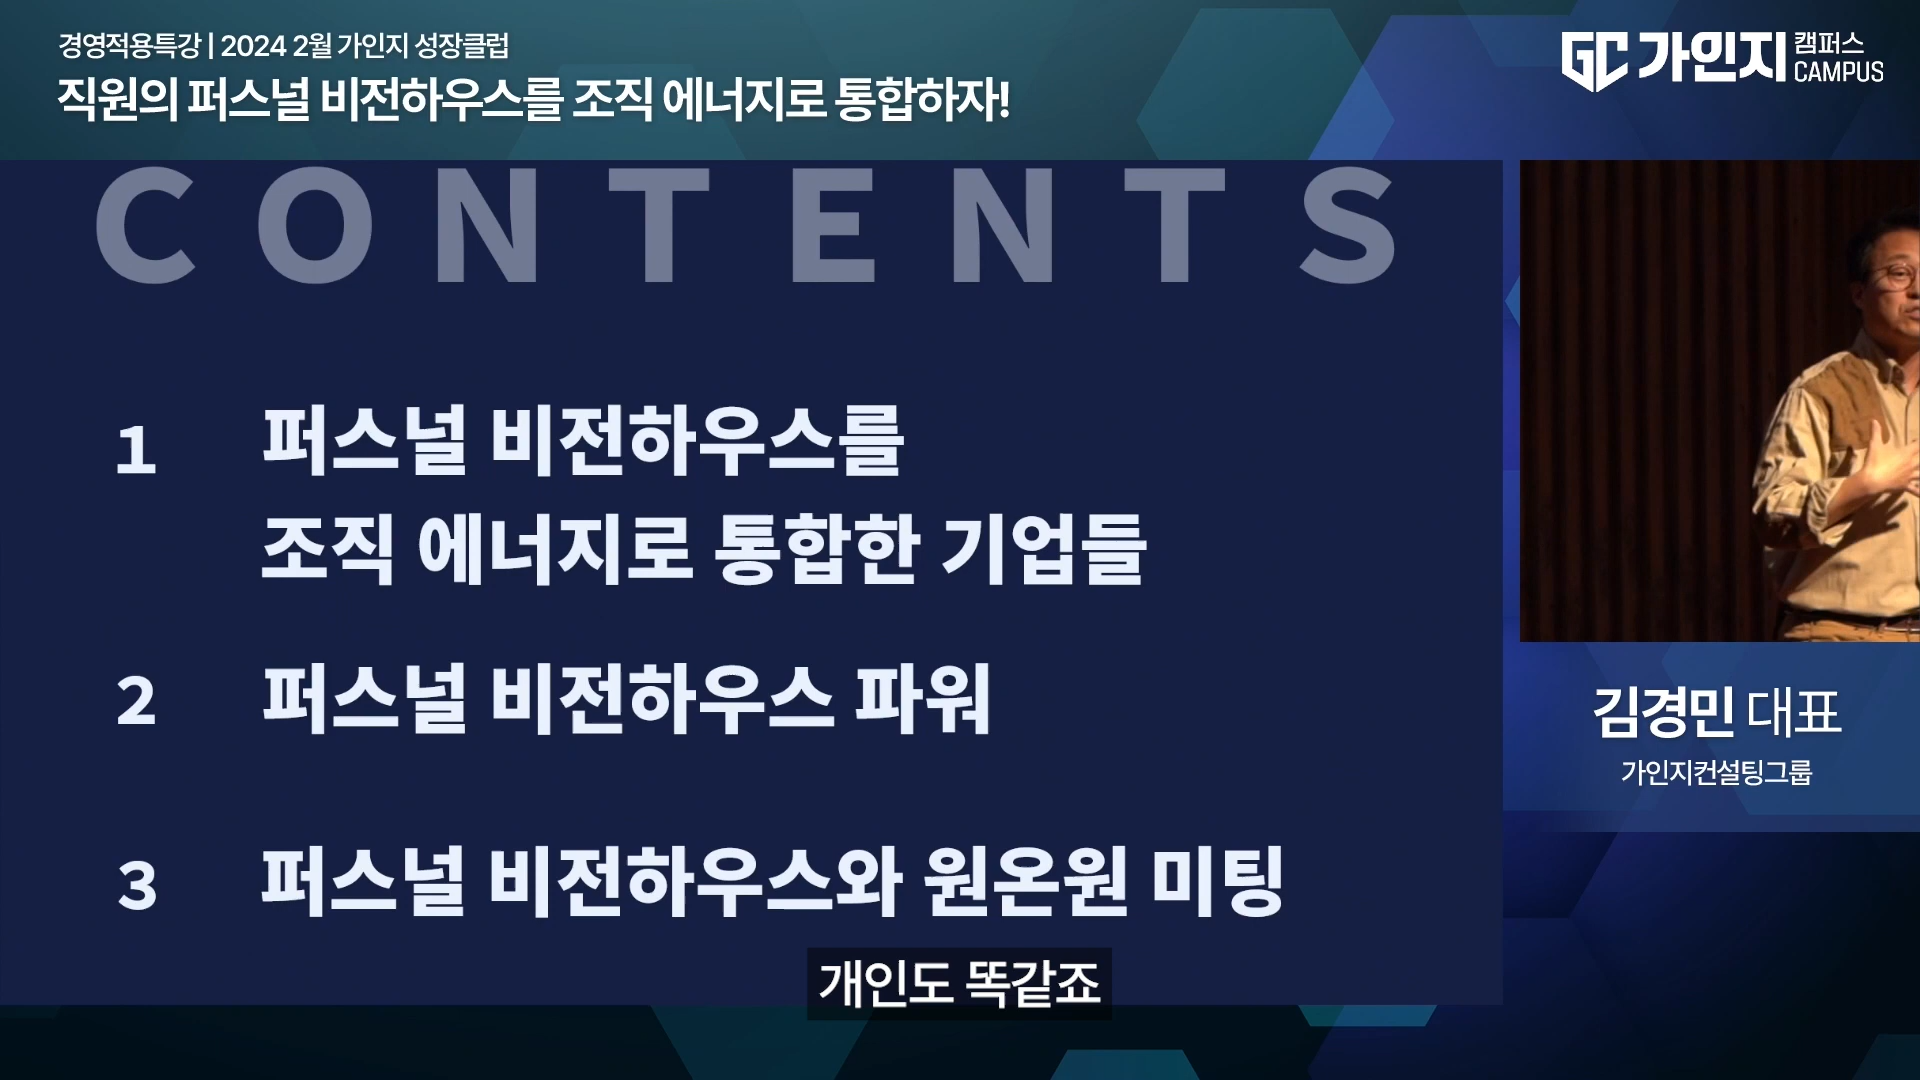 경영적용특강 | 2024 2월 가인지 성장클럽
직원의 퍼스널 비전하우스를 조직 에너지로 통합하자!
GC 가인지 캠퍼스 CAMPUS
CONTENTS
1 퍼스널 비전하우스를
조직 에너지로 통합한 기업들
2 퍼스널 비전하우스 파워
3 퍼스널 비전하우스와 원온원 미팅
김경민 대표
가인지컨설팅그룹
개인도 똑같죠